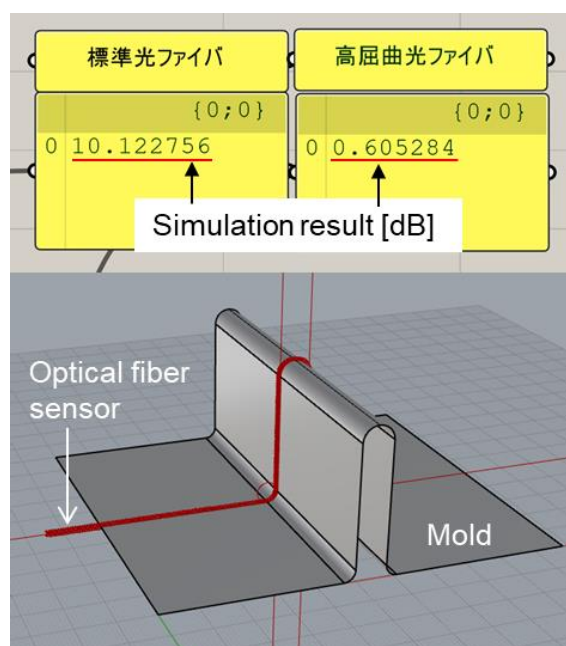 標準光ファイバ
高屈曲光ファイバ
{0;0}
{0;0}
0 10.122756
0 0.605284
Simulation result [dB]
Optical fiber
sensor
Mold